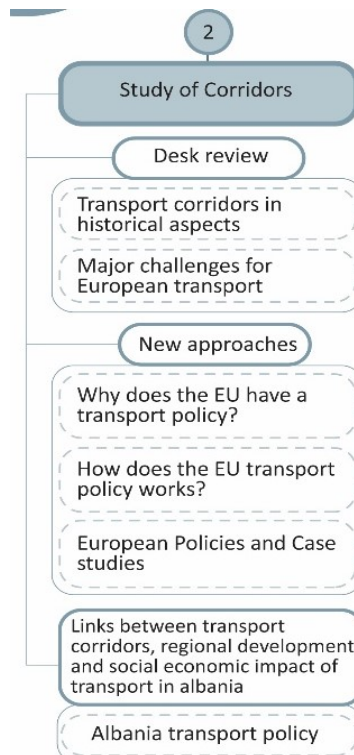 2
Study of Corridors
Desk review
Transport corridors in
historical aspects
Major challenges for
European transport
New approaches
Why does the EU have a
transport policy?
How does the EU transport
policy works?
European Policies and Case
studies
Links between transport
corridors, regional development
and social economic impact of
transport in albania
Albania transport policy